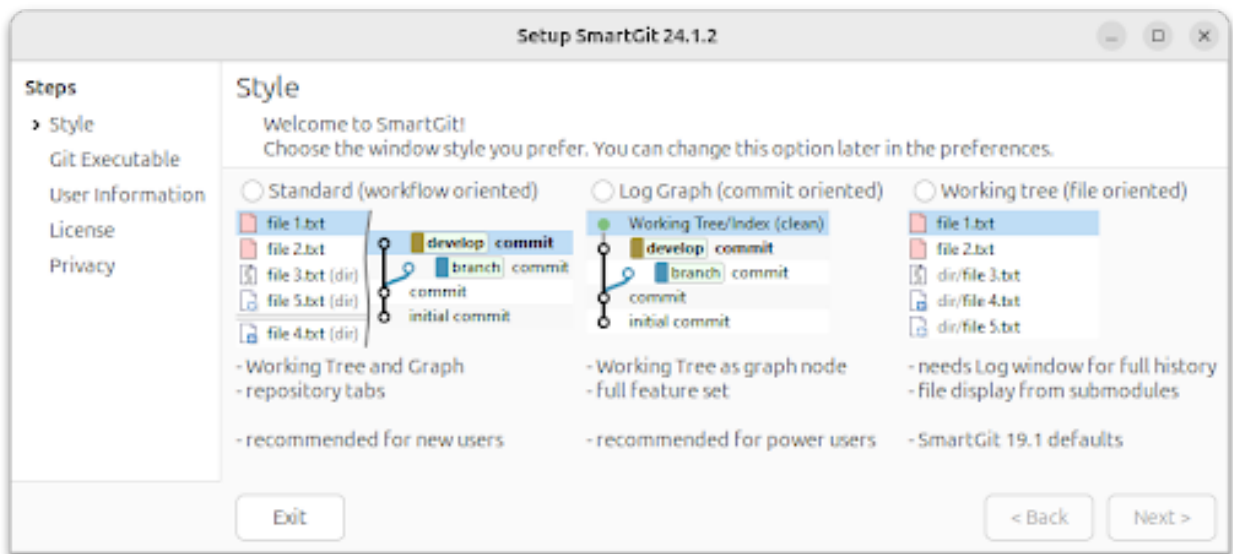 Setup SmartGit 24.1.2
Steps
Style
Git Executable
User Information
License
Privacy
Style
Welcome to SmartGit!
Choose the window style you prefer. You can change this option later in the preferences.
Standard (workflow oriented)
file 1.txt
file 2.txt
file 3.txt (dir)
file 5.txt (dir)
file 4.txt (dir)
develop commit
branch commit
commit
initial commit
- Working Tree and Graph
- repository tabs
- recommended for new users
Log Graph (commit oriented)
Working Tree/Index (clean)
develop commit
branch commit
commit
initial commit
- Working Tree as graph node
- full feature set
- recommended for power users
Working tree (file oriented)
file 1.txt
file 2.txt
dir/file 3.txt
dir/file 4.txt
dir/file 5.txt
- needs Log window for full history
- file display from submodules
- SmartGit 19.1 defaults
Exit
< Back
Next >